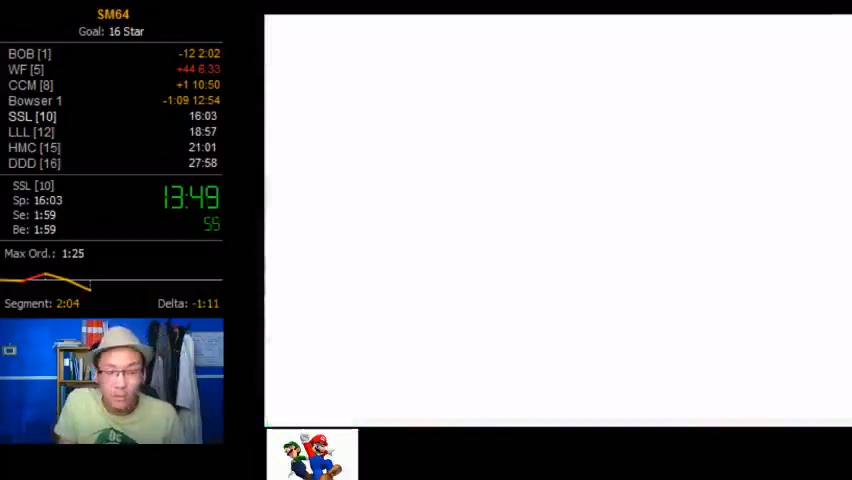 SM64
Goal: 16 Star
BOB [1] -12 2:02
WF [5] +44 6:33
CCM [8] +1 10:50
Bowser 1 -1:09 12:54
SSL [10] 16:03
LLL [12] 18:57
HMC [15] 21:01
DDD [16] 27:58
SSL [10]
Sp: 16:03
Se: 1:59
Be: 1:59
13:49
55
Max Ord.: 1:25
Segment: 2:04 Delta: -1:11